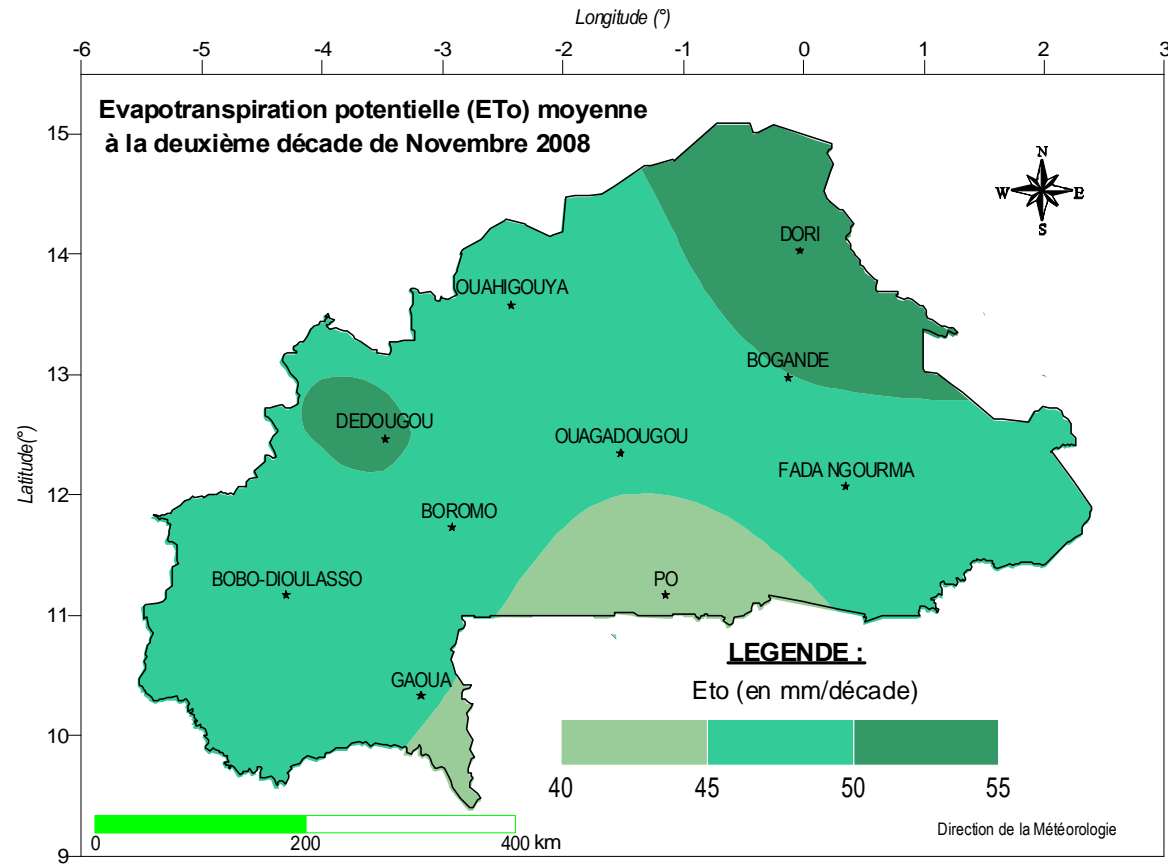 Longitude (°)
-6 -5 -4 -3 -2 -1 0 1 2 3
Evapotranspiration potentielle (ETo) moyenne
à la deuxième décade de Novembre 2008
15
N
W E
S
14
DORI
OUAHIGOUYA
13
BOGANDE
DEDOUGOU
OUAGADOUGOU
FADA NGOURMA
Latitude(°)
12
BOROMO
BOBO-DIOULASSO
PO
11
LEGENDE :
GAOUA
Eto (en mm/décade)
10
40 45 50 55
Direction de la Météorologie
0 200 400 km
9